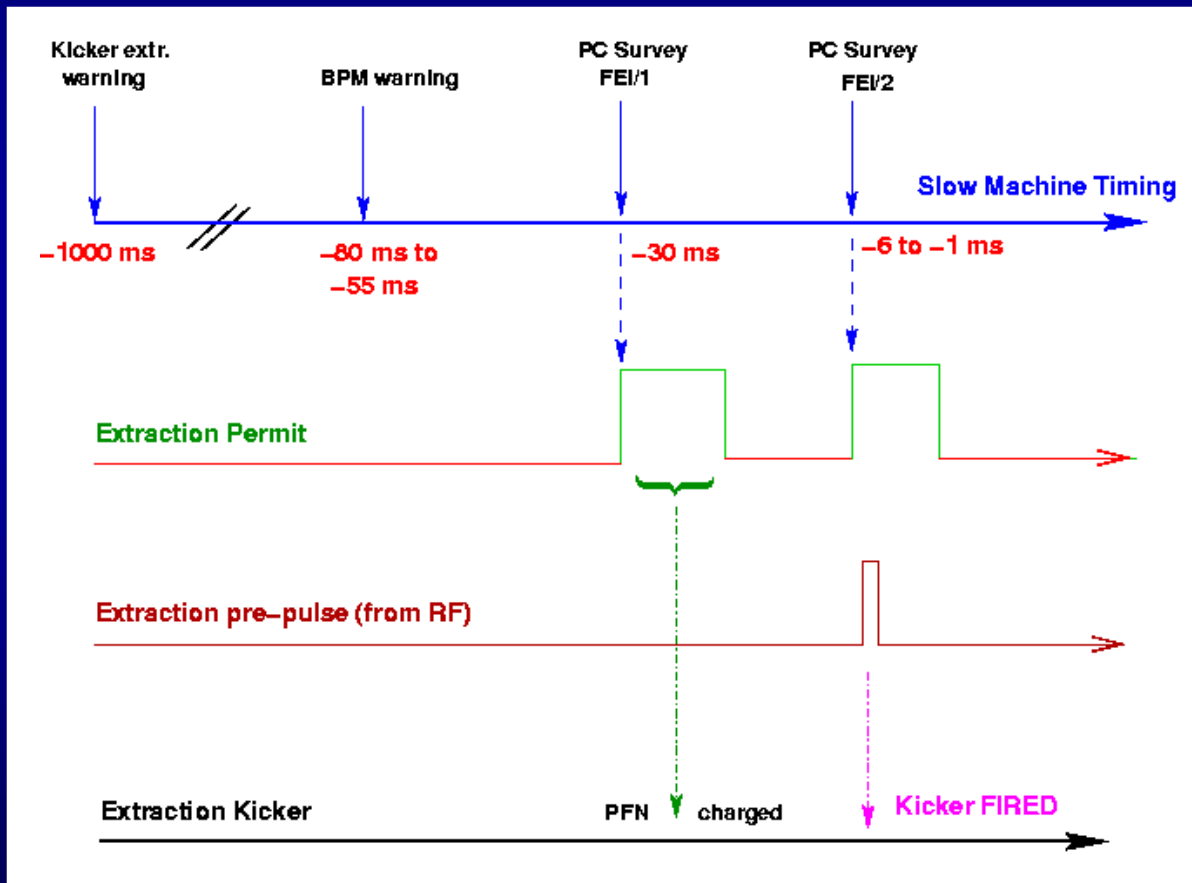 Kicker extr.
warning
BPM warning
PC Survey
FEI/1
PC Survey
FEI/2
Slow Machine Timing
−1000 ms
−80 ms to
−55 ms
−30 ms
−6 to −1 ms
Extraction Permit
Extraction pre−pulse (from RF)
Extraction Kicker
PFN charged
Kicker FIRED